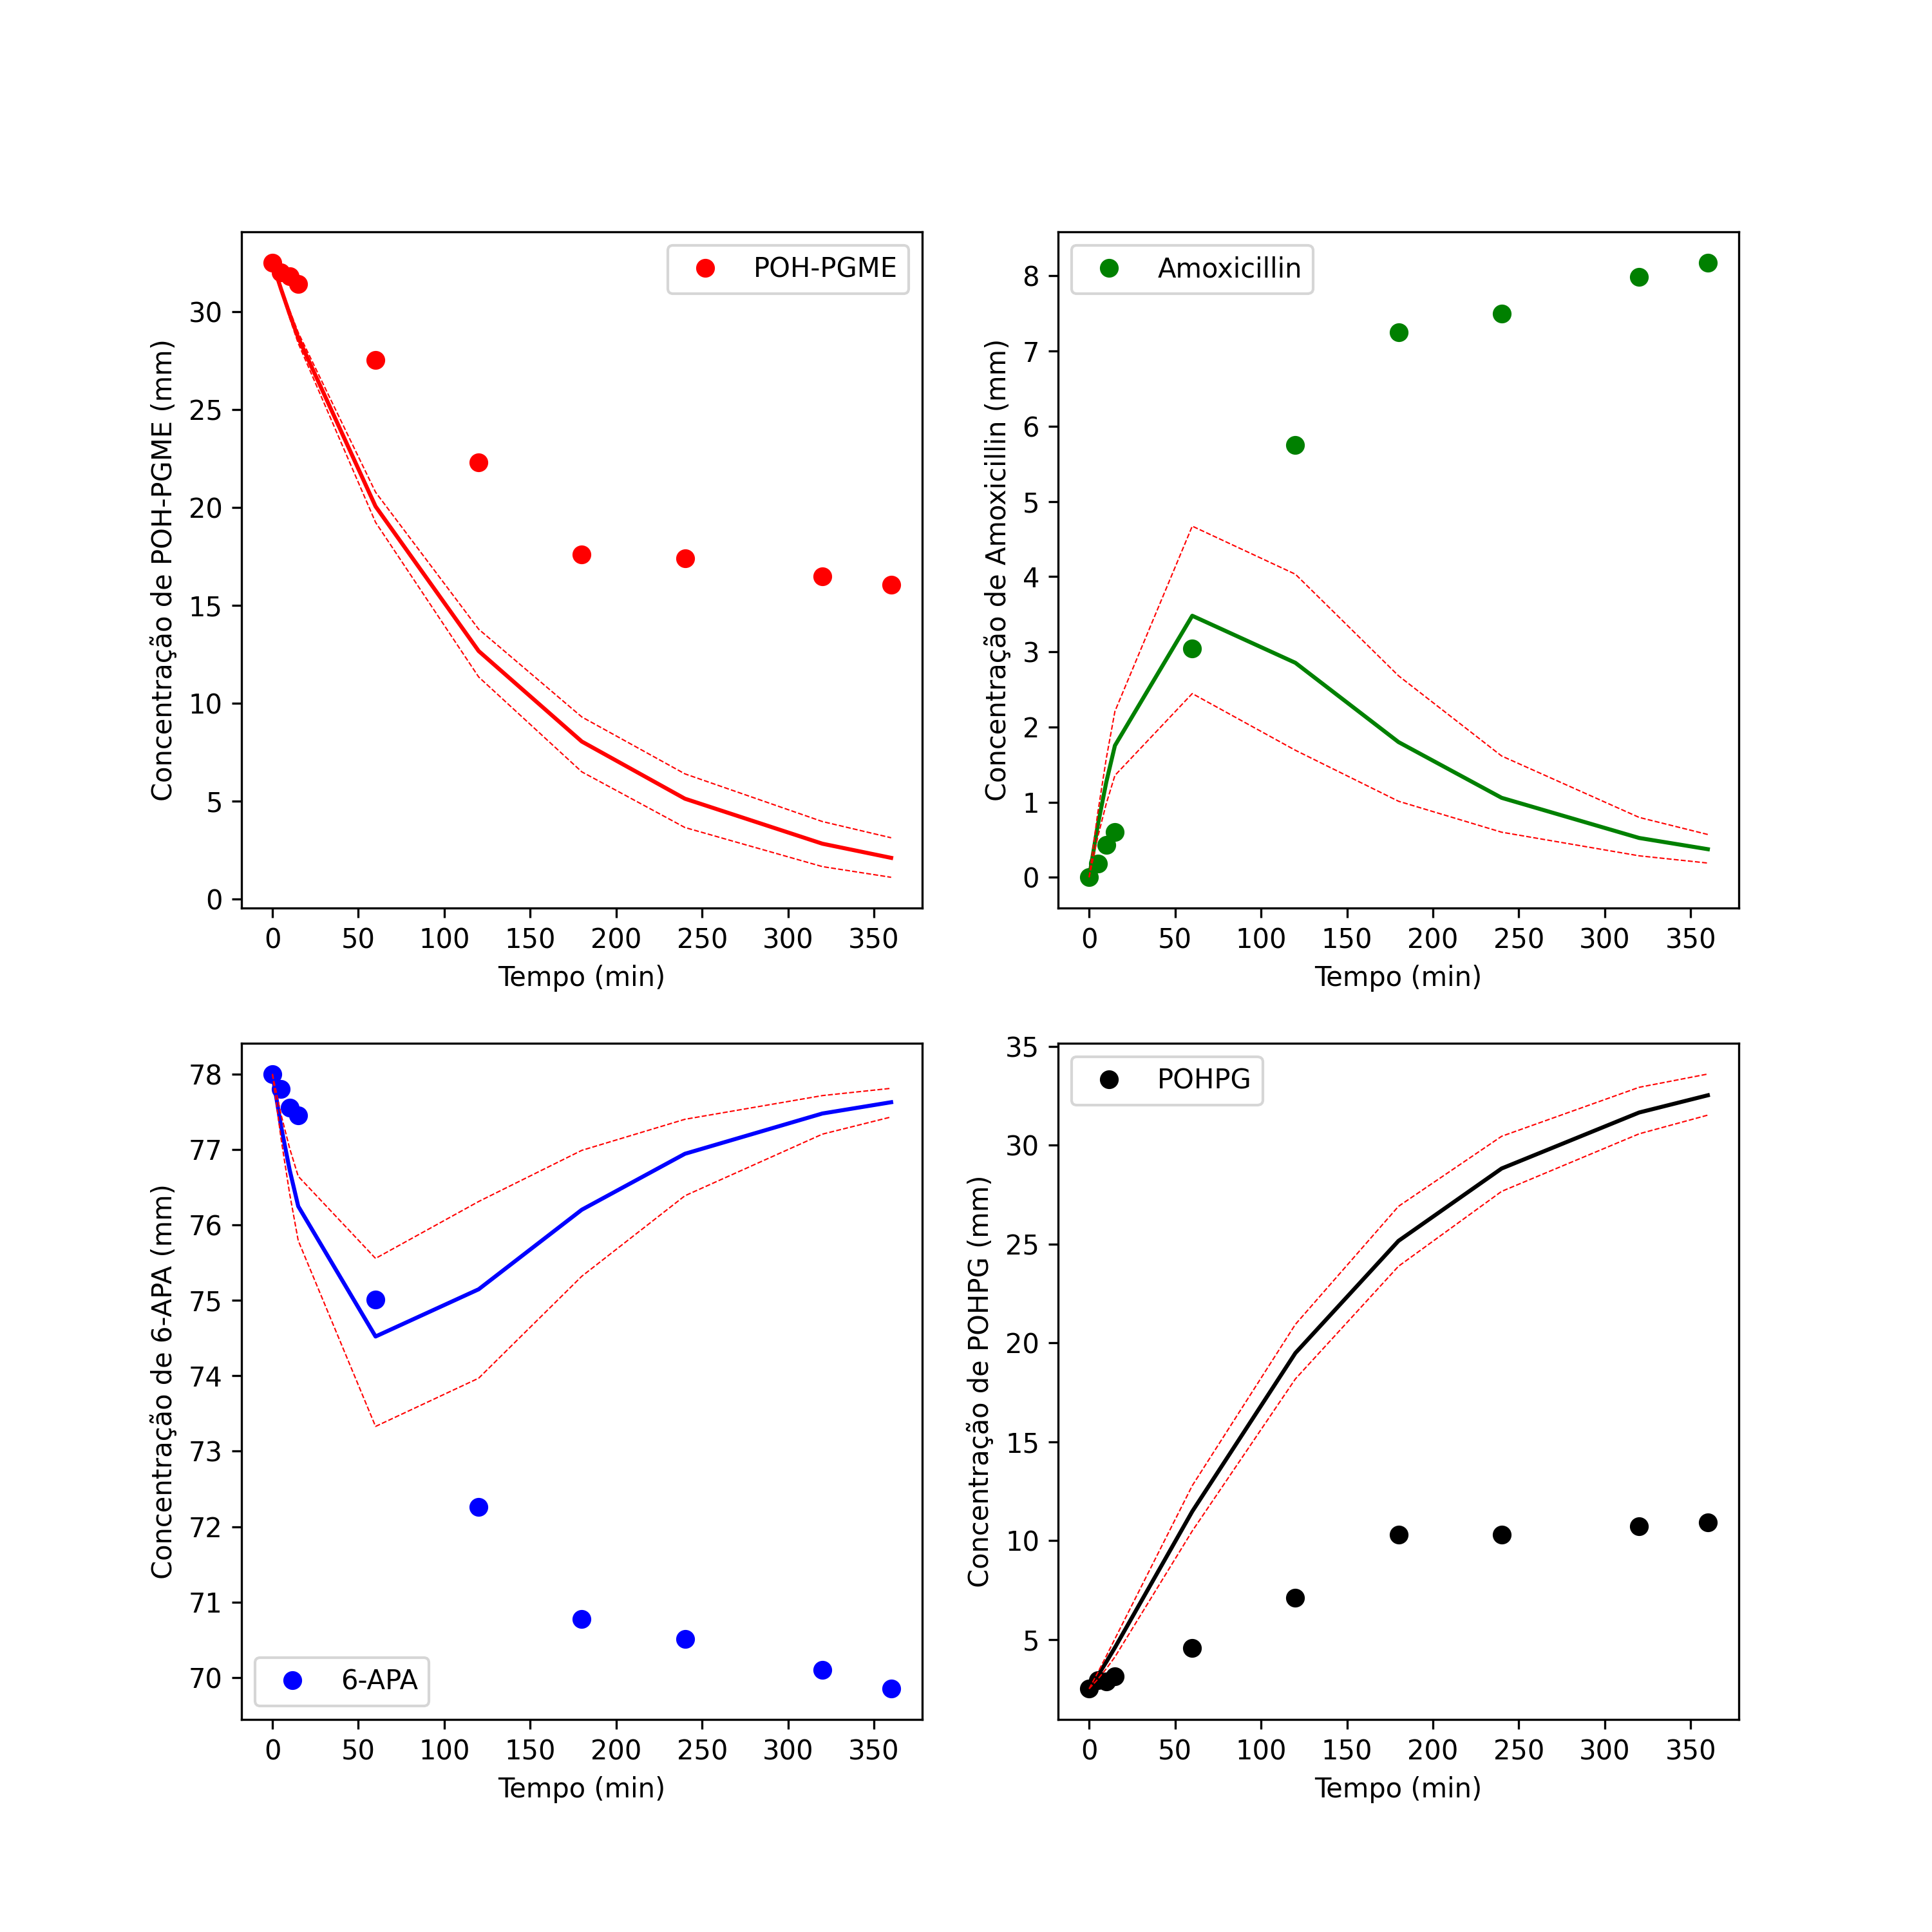 POH-PGME
Concentração de POH-PGME (mm)
30
25
20
15
10
5
0
0 50 100 150 200 250 300 350
Tempo (min)
Amoxicillin
Concentração de Amoxicillin (mm)
8
7
6
5
4
3
2
1
0
0 50 100 150 200 250 300 350
Tempo (min)
Concentração de 6-APA (mm)
78
77
76
75
74
73
72
71
70
6-APA
0 50 100 150 200 250 300 350
Tempo (min)
POHPG
Concentração de POHPG (mm)
35
30
25
20
15
10
5
0 50 100 150 200 250 300 350
Tempo (min)